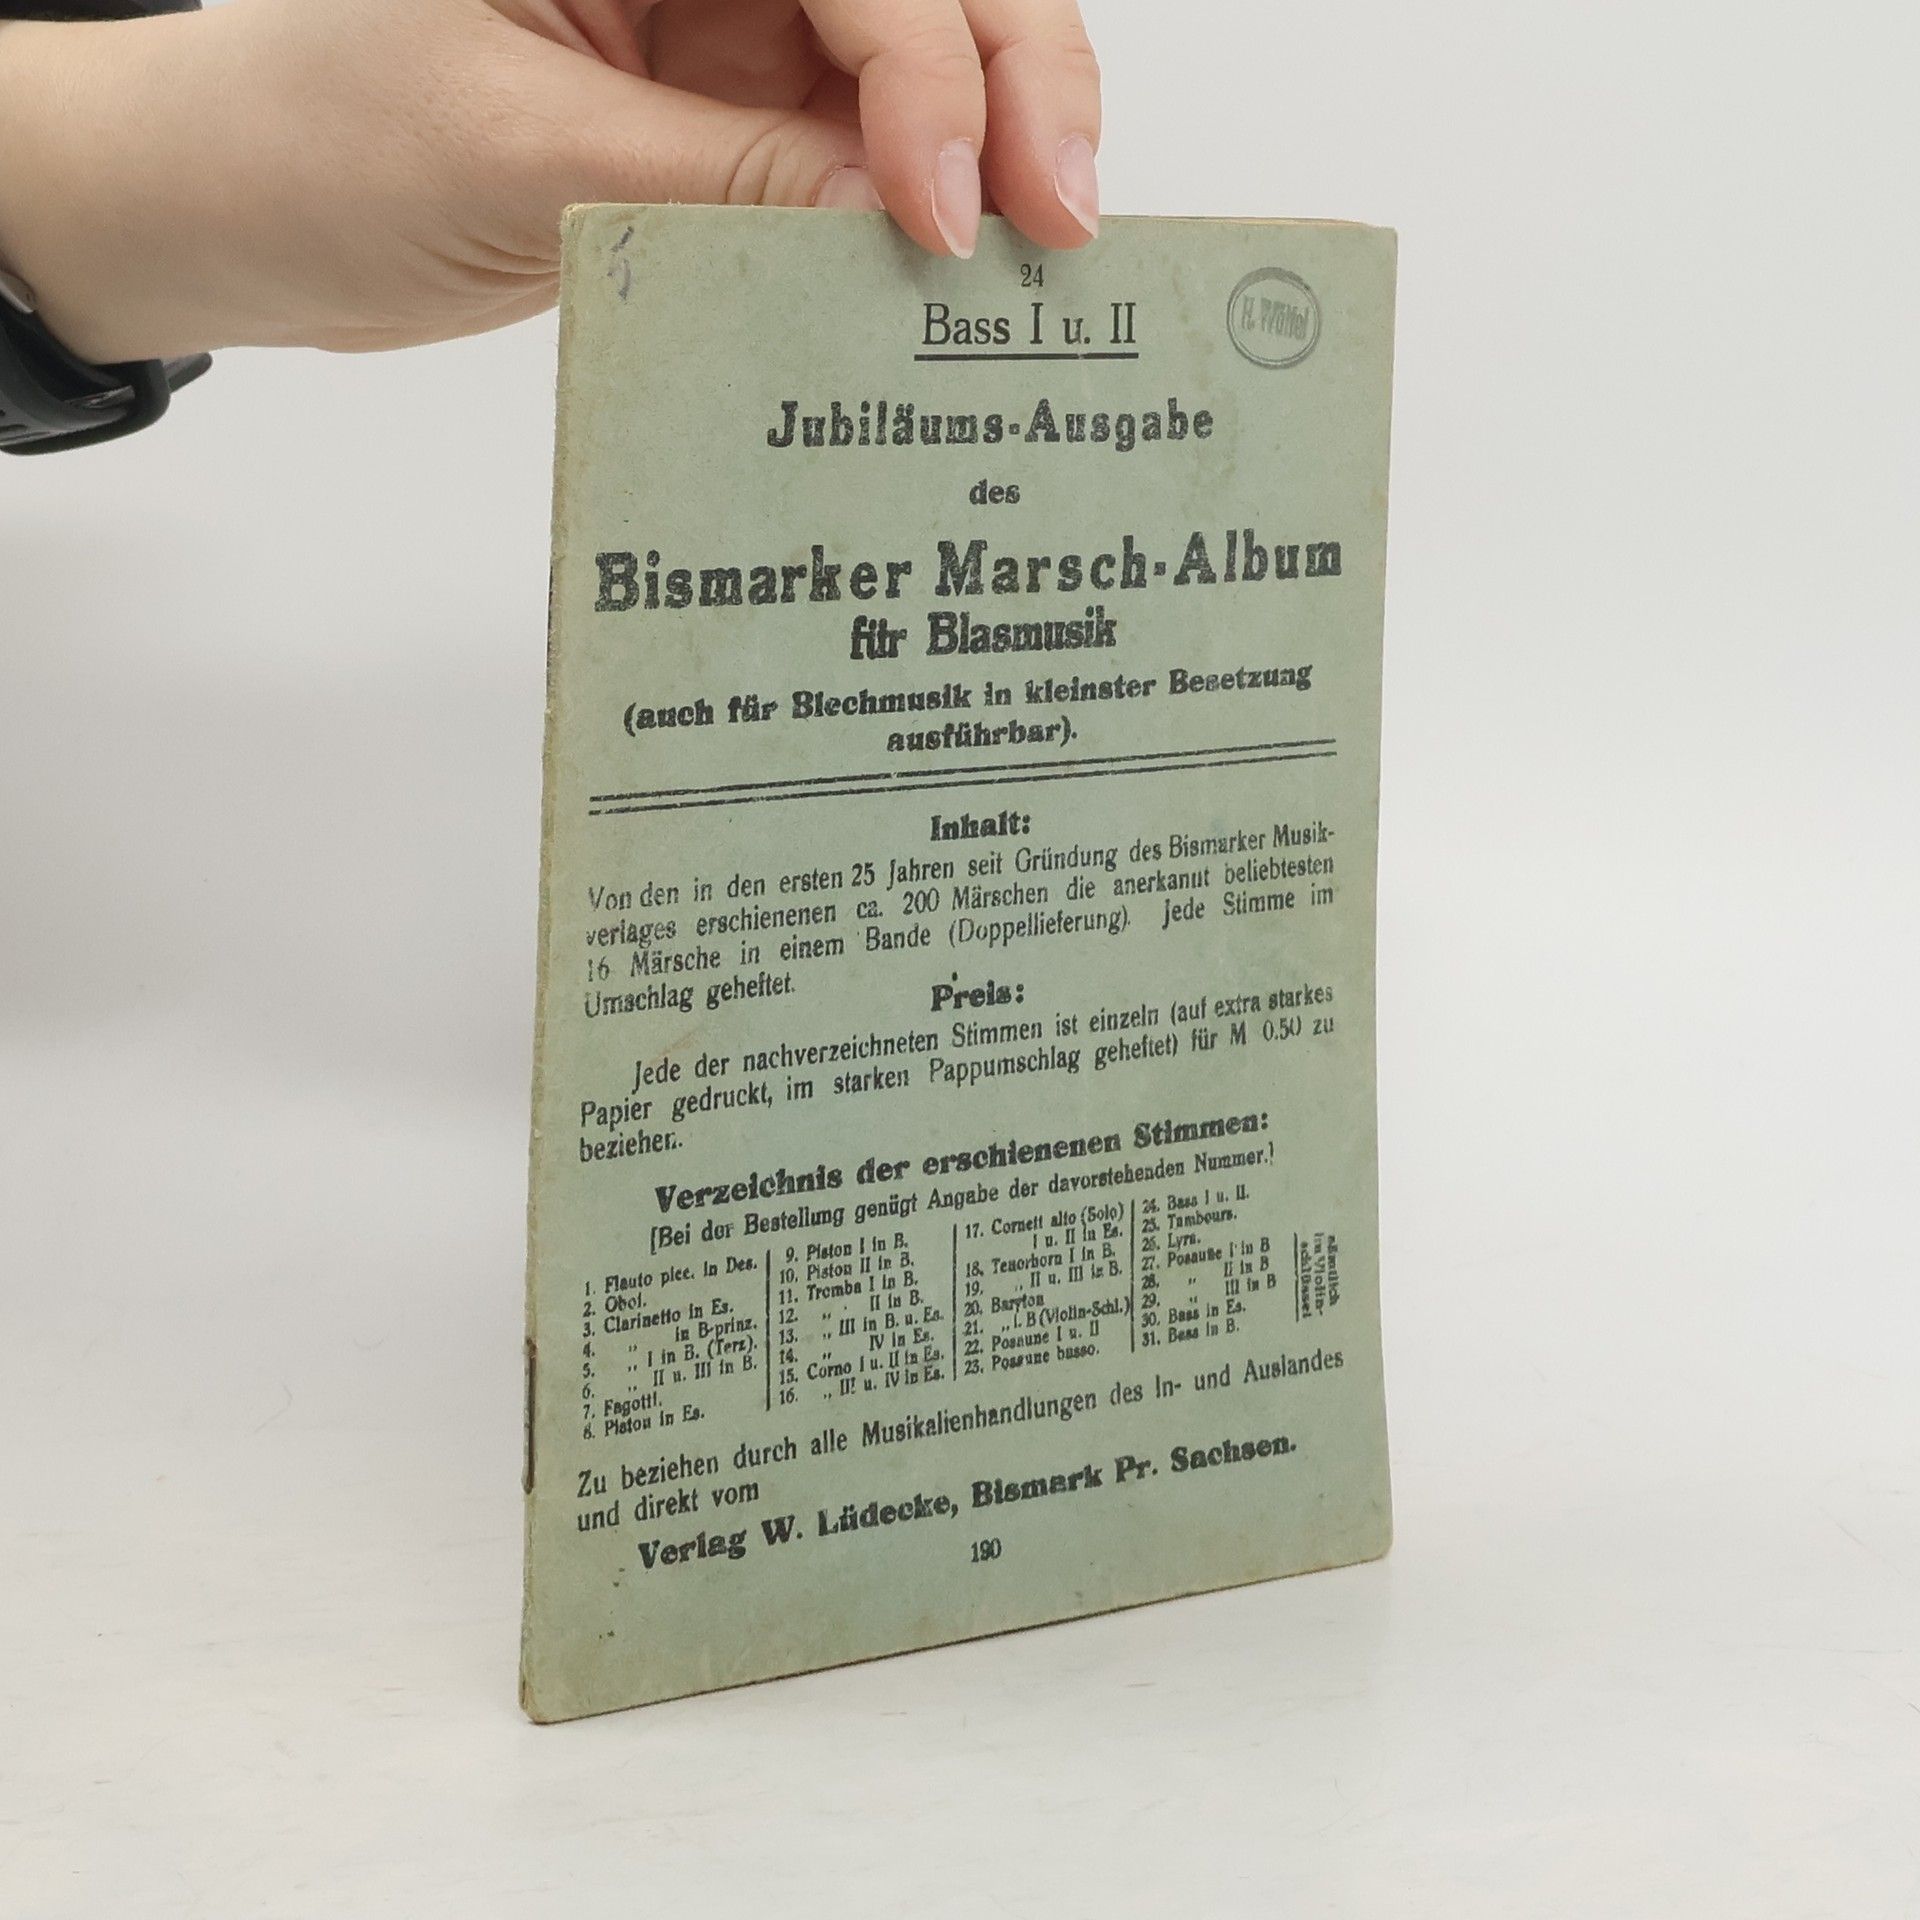 24
Bass I u. II
Jubiläums-Ausgabe
des
Bismarker Marsch-Album
für Blasmusik
(auch für Blechmusik in kleinster Besetzung
ausführbar).
Inhalt:
Von den in den ersten 25 Jahren seit Gründung des Bismarker Musik-
verlages erschienenen ca. 200 Märschen die anerkannt beliebtesten
16 Märsche in einem Bande (Doppellieferung). Jede Stimme im
Umschlag geheftet.
Preis:
Jede der nachverzeichneten Stimmen ist einzeln (auf extra starkes
Papier gedruckt, im starken Pappumschlag geheftet) für M 0.50 zu
beziehen.
Verzeichnis der erschienenen Stimmen:
[Bei der Bestellung genügt Angabe der davorstehenden Nummer.]
1. Flauto picc. in Des.
2. Oboi.
3. Clarinetto in Es.
4. „ in B-prinz.
5. „ I in B. (Terz).
6. „ II u. III in B.
7. Fagotti.
8. Piston in Es.
9. Piston I in B.
10. Piston II in B.
11. Tromba I in B.
12. „ II in B.
13. „ III in B. u. Es.
14. „ IV in Es.
15. Corno I u. II in Es.
16. „ III u. IV in Es.
17. Cornett alto (Solo)
I u. II in Es.
18. Tenorhorn I in B.
19. „ II u. III in B.
20. Baryton
21. „ i. B (Violin-Schl.)
22. Posaune I u. II
23. Posaune basso.
24. Bass I u. II.
25. Tambours.
26. Lyra.
27. Posaune I in B
28. „ II in B
29. „ III in B
30. Bass in Es.
31. Bass in B.
sämtlich
im Violin-
schlüssel
Zu beziehen durch alle Musikalienhandlungen des In- und Auslandes
und direkt vom
Verlag W. Lüdecke, Bismark Pr. Sachsen.
190